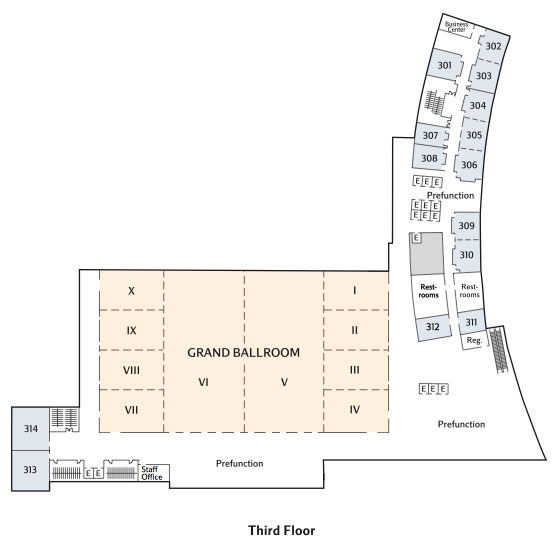 Business
Center
302
301
303
304
307
305
308
306
E E E
Prefunction
E E E
E E E
309
E
310
Rest-
rooms
Rest-
rooms
312
311
Reg.
X
I
IX
II
GRAND BALLROOM
VIII
VI
V
III
VII
IV
E E E
Prefunction
314
313
E E
Staff
Office
Prefunction
Third Floor